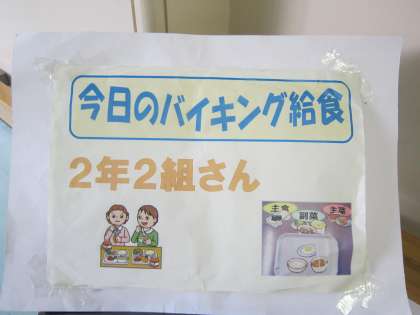 今日のバイキング給食
2年2組さん
主食
副菜
主菜